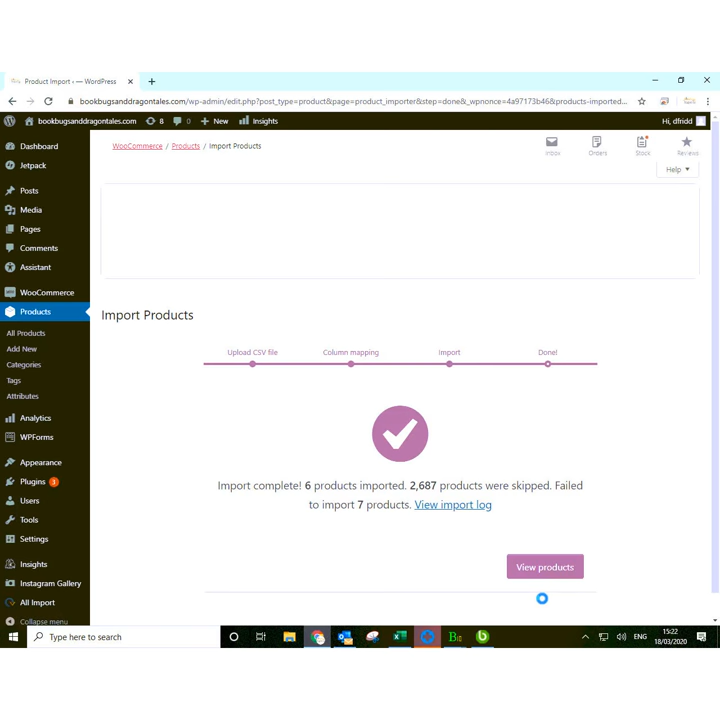 Product Import ‹ — WordPress
bookbugsanddragontales.com/wp-admin/edit.php?post_type=product&page=product_importer&step=done&_wpnonce=4a97173b46&products-imported...
bookbugsanddragontales.com 8 0 New Insights Hi, dfridd
Dashboard
Jetpack
Posts
Media
Pages
Comments
Assistant
WooCommerce
Products
All Products
Add New
Categories
Tags
Attributes
Analytics
WPForms
Appearance
Plugins 3
Users
Tools
Settings
Insights
Instagram Gallery
All Import
Collapse menu
WooCommerce / Products / Import Products
Inbox Orders Stock Reviews
Help
Import Products
Upload CSV file Column mapping Import Done!
Import complete! 6 products imported. 2,687 products were skipped. Failed
to import 7 products. View import log
View products
Type here to search
ENG
15:22
18/03/2020